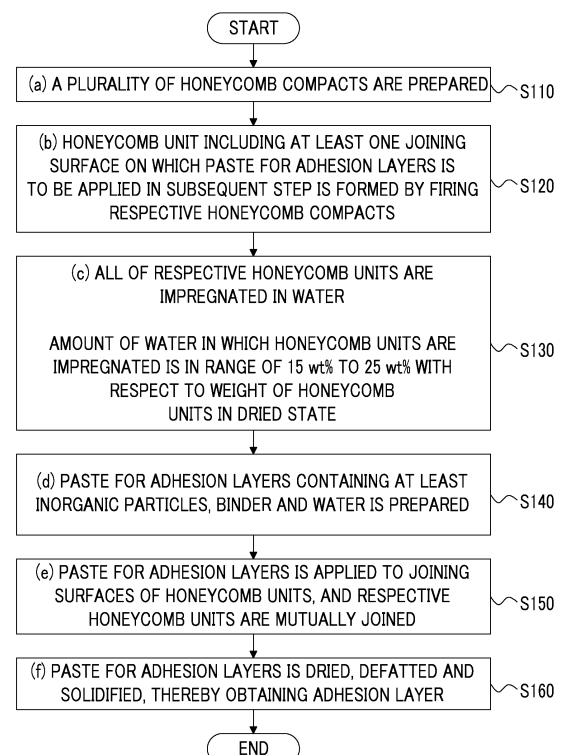 START
(a) A PLURALITY OF HONEYCOMB COMPACTS ARE PREPARED
S110
(b) HONEYCOMB UNIT INCLUDING AT LEAST ONE JOINING
SURFACE ON WHICH PASTE FOR ADHESION LAYERS IS
TO BE APPLIED IN SUBSEQUENT STEP IS FORMED BY FIRING
RESPECTIVE HONEYCOMB COMPACTS
S120
(c) ALL OF RESPECTIVE HONEYCOMB UNITS ARE
IMPREGNATED IN WATER
AMOUNT OF WATER IN WHICH HONEYCOMB UNITS ARE
IMPREGNATED IS IN RANGE OF 15 wt% TO 25 wt% WITH
RESPECT TO WEIGHT OF HONEYCOMB
UNITS IN DRIED STATE
S130
(d) PASTE FOR ADHESION LAYERS CONTAINING AT LEAST
INORGANIC PARTICLES, BINDER AND WATER IS PREPARED
S140
(e) PASTE FOR ADHESION LAYERS IS APPLIED TO JOINING
SURFACES OF HONEYCOMB UNITS, AND RESPECTIVE
HONEYCOMB UNITS ARE MUTUALLY JOINED
S150
(f) PASTE FOR ADHESION LAYERS IS DRIED, DEFATTED AND
SOLIDIFIED, THEREBY OBTAINING ADHESION LAYER
S160
END